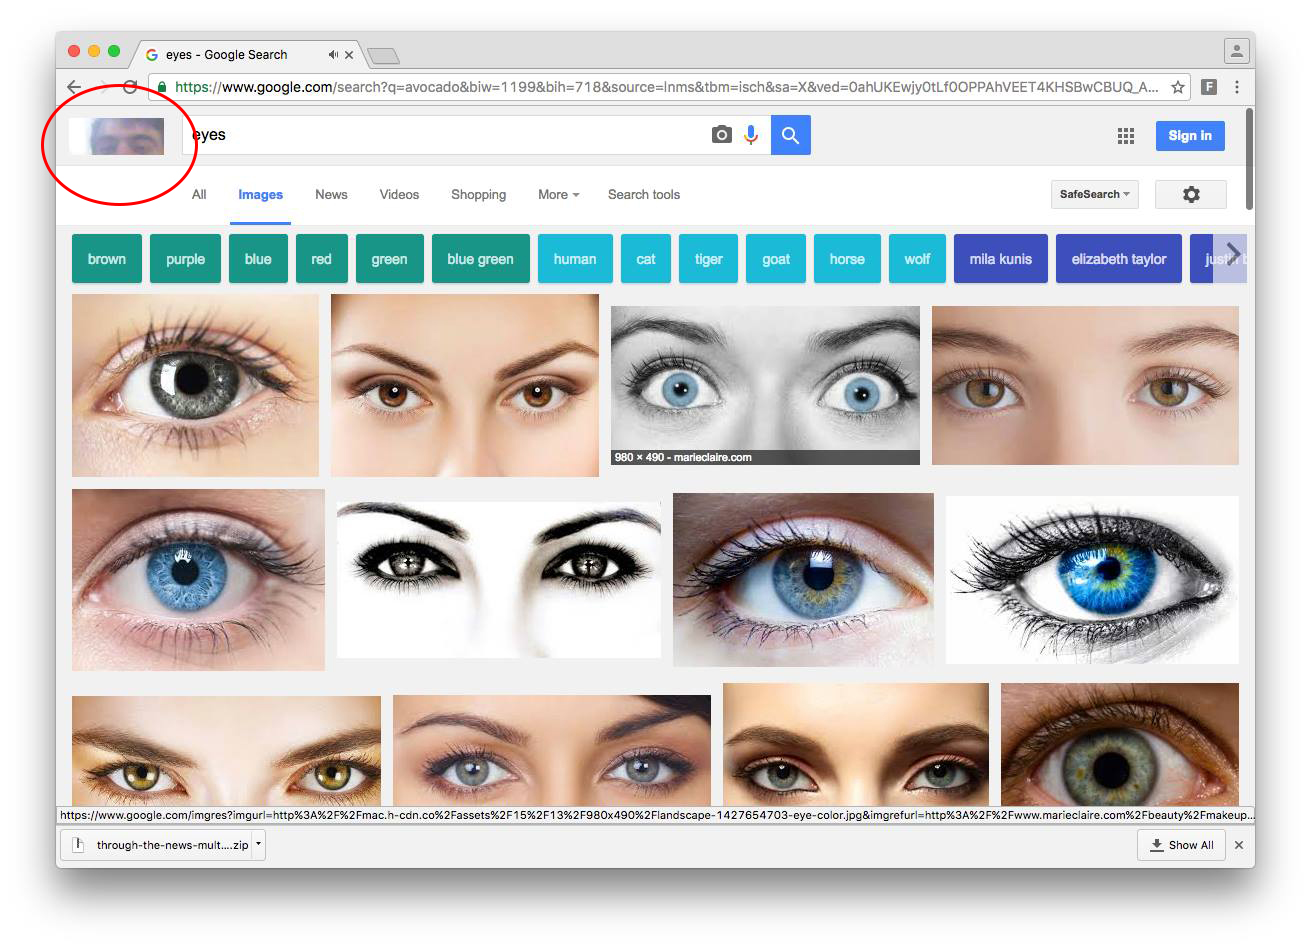 eyes - Google Search
https://www.google.com/search?q=avocado&biw=1199&bih=718&source=lnms&tbm=isch&sa=X&ved=0ahUKEwjy0tLf0OPPAhVEET4KHSBwCBUQ_A...
F
eyes
Sign in
All Images News Videos Shopping More Search tools SafeSearch
brown purple blue red green blue green human cat tiger goat horse wolf mila kunis elizabeth taylor
980 × 490 - marieclaire.com
https://www.google.com/imgres?imgurl=http%3A%2F%2Fmac.h-cdn.co%2Fassets%2F15%2F13%2F980x490%2Flandscape-1427654703-eye-color.jpg&imgrefurl=http%3A%2F%2Fwww.marieclaire.com%2Fbeauty%2Fmakeup...
through-the-news-mult....zip Show All